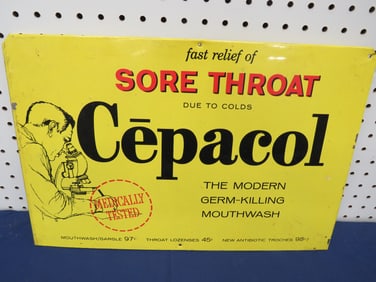 fast relief of
SORE THROAT
DUE TO COLDS
Cēpacol
THE MODERN
GERM-KILLING
MOUTHWASH
MEDICALLY
TESTED
MOUTHWASH/GARGLE 97¢ THROAT LOZENGES 45¢ NEW ANTIBIOTIC TROCHES 98¢